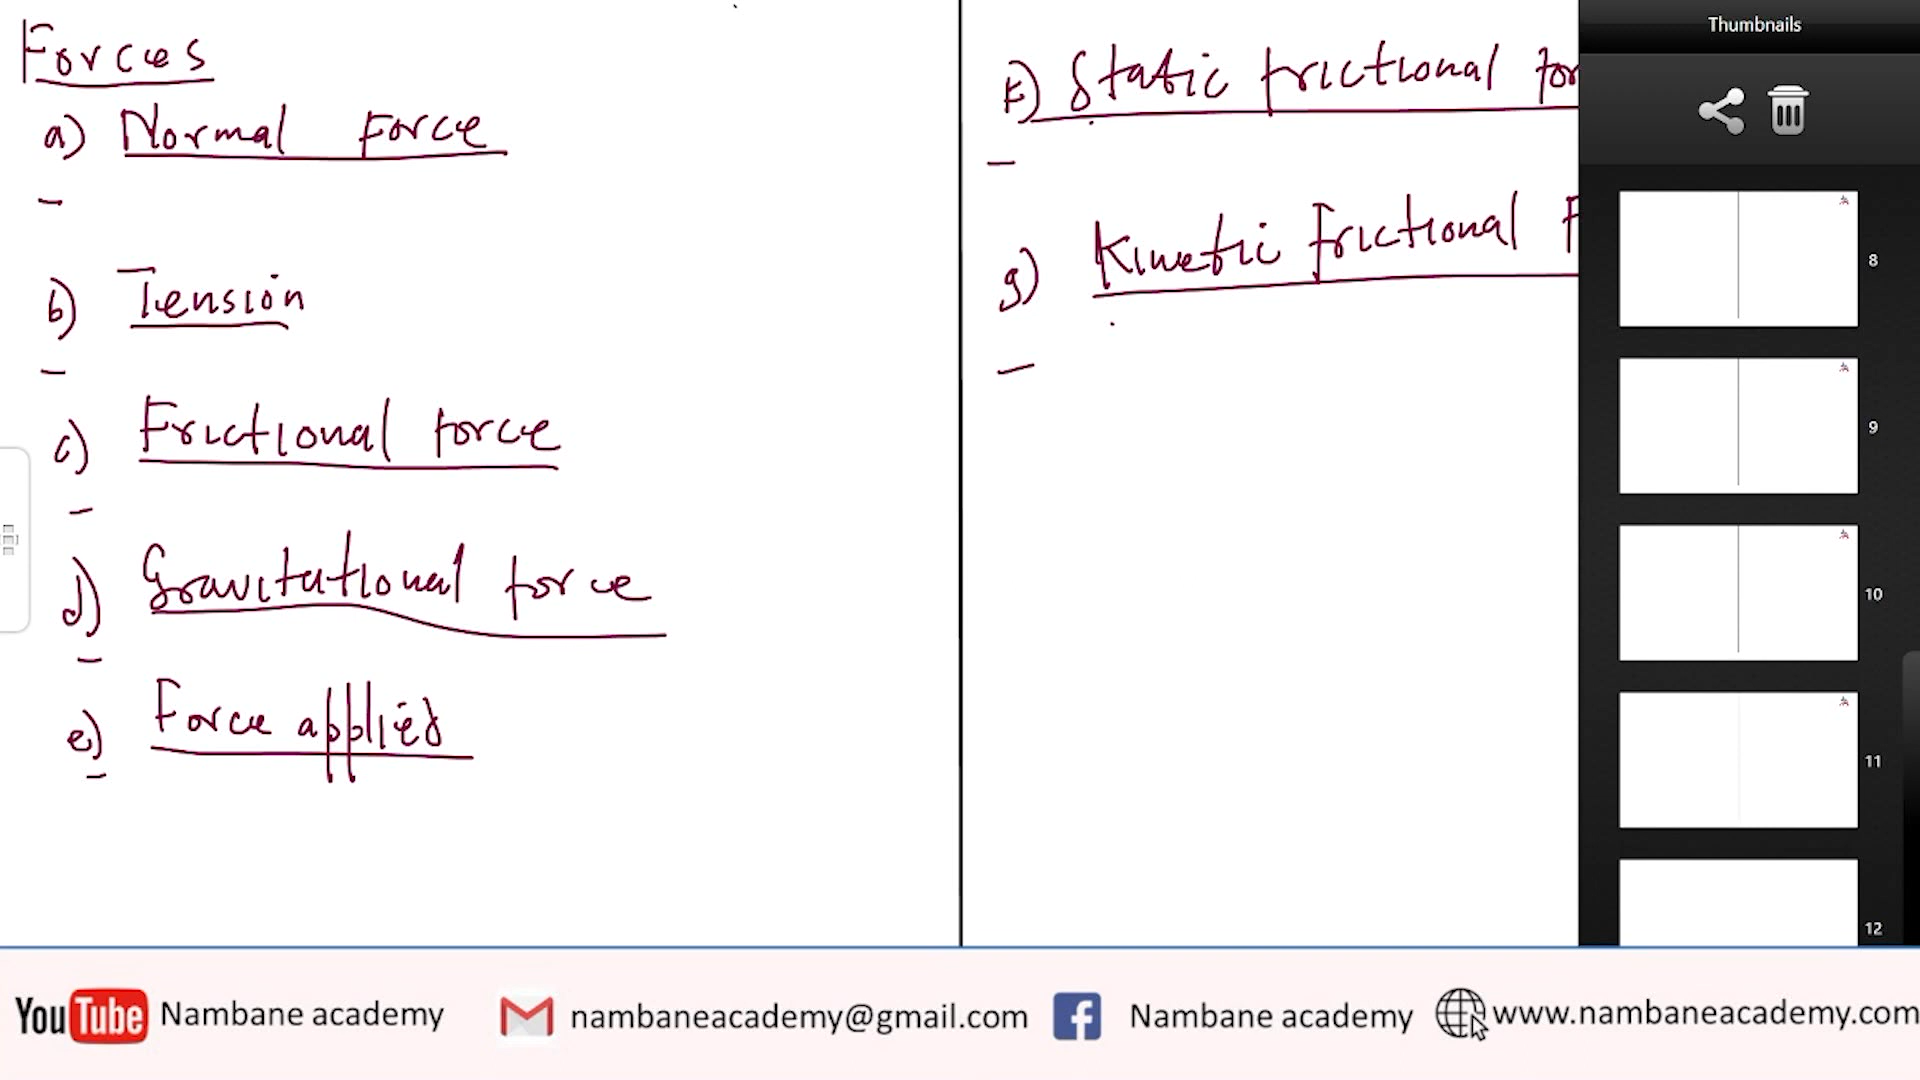 Forces
a) Normal Force
-
b) Tension
-
c) Frictional force
-
d) Gravitational force
-
e) Force applied
-
F) Static frictional for
-
g) Kinetic Frictional F
-
Thumbnails
8
9
10
11
12
YouTube Nambane academy
nambaneacademy@gmail.com
f Nambane academy
www.nambaneacademy.com